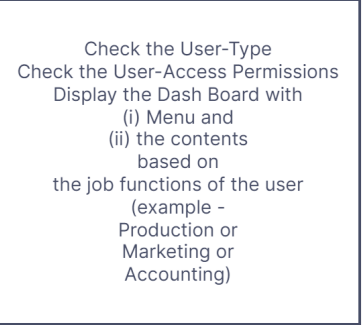 Check the User-Type
Check the User-Access Permissions
Display the Dash Board with
(i) Menu and
(ii) the contents
based on
the job functions of the user
(example -
Production or
Marketing or
Accounting)